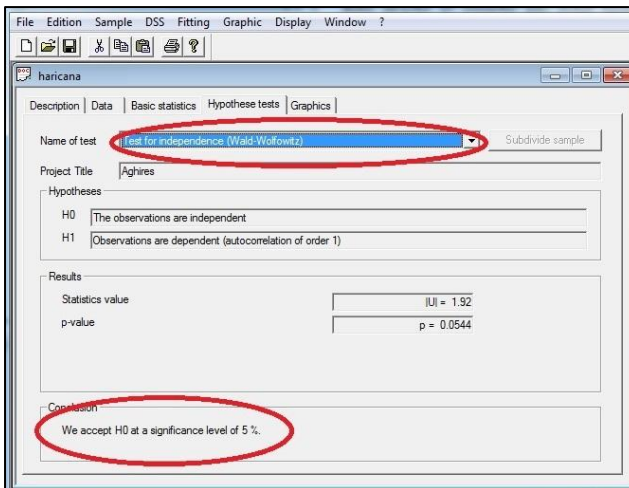 File Edition Sample DSS Fitting Graphic Display Window ?
haricana
Description Data Basic statistics Hypothese tests Graphics
Name of test Test for independence (Wald-Wolfowitz) Subdivide sample
Project Title Aghires
Hypotheses
H0 The observations are independent
H1 Observations are dependent (autocorrelation of order 1)
Results
Statistics value |U| = 1.92
p-value p = 0.0544
Conclusion
We accept H0 at a significance level of 5 %.